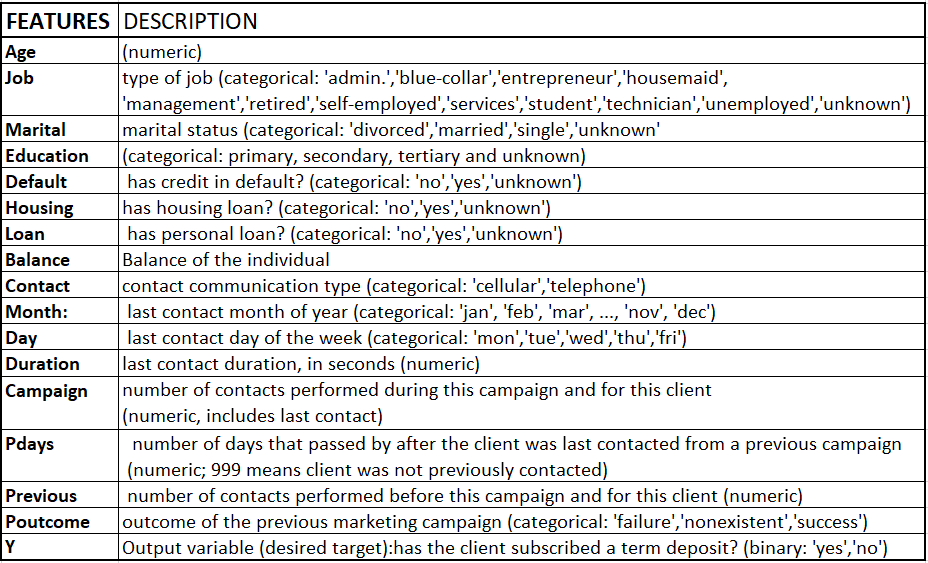 FEATURES DESCRIPTION
Age (numeric)
Job type of job (categorical: 'admin.','blue-collar','entrepreneur','housemaid',
'management','retired','self-employed','services','student','technician','unemployed','unknown')
Marital marital status (categorical: 'divorced','married','single','unknown'
Education (categorical: primary, secondary, tertiary and unknown)
Default has credit in default? (categorical: 'no','yes','unknown')
Housing has housing loan? (categorical: 'no','yes','unknown')
Loan has personal loan? (categorical: 'no','yes','unknown')
Balance Balance of the individual
Contact contact communication type (categorical: 'cellular','telephone')
Month: last contact month of year (categorical: 'jan', 'feb', 'mar', ..., 'nov', 'dec')
Day last contact day of the week (categorical: 'mon','tue','wed','thu','fri')
Duration last contact duration, in seconds (numeric)
Campaign number of contacts performed during this campaign and for this client
(numeric, includes last contact)
Pdays number of days that passed by after the client was last contacted from a previous campaign
(numeric; 999 means client was not previously contacted)
Previous number of contacts performed before this campaign and for this client (numeric)
Poutcome outcome of the previous marketing campaign (categorical: 'failure','nonexistent','success')
Y Output variable (desired target):has the client subscribed a term deposit? (binary: 'yes','no')